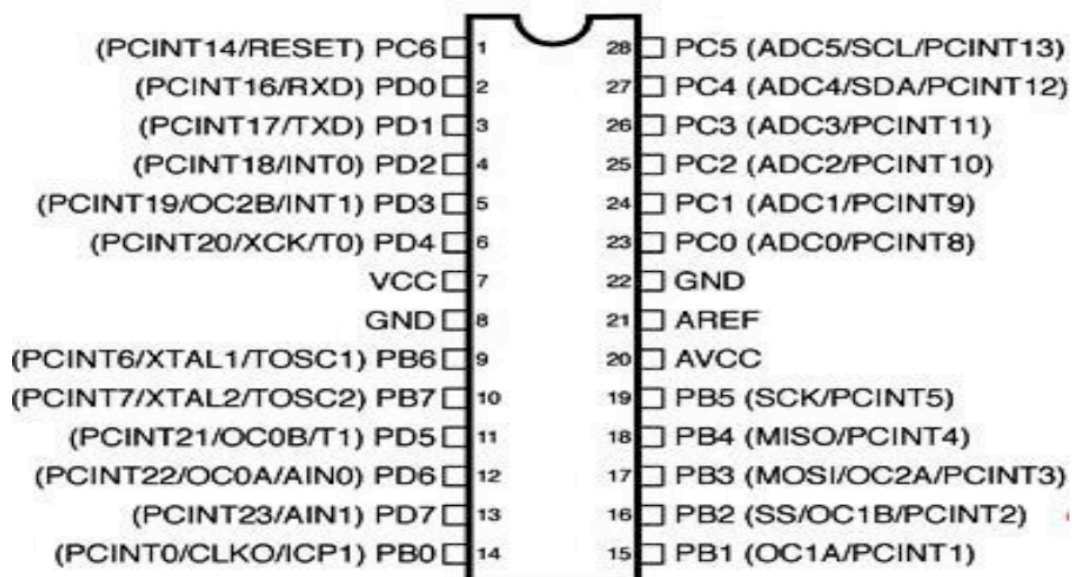 (PCINT14/RESET) PC6 1 28 PC5 (ADC5/SCL/PCINT13)
(PCINT16/RXD) PD0 2 27 PC4 (ADC4/SDA/PCINT12)
(PCINT17/TXD) PD1 3 26 PC3 (ADC3/PCINT11)
(PCINT18/INT0) PD2 4 25 PC2 (ADC2/PCINT10)
(PCINT19/OC2B/INT1) PD3 5 24 PC1 (ADC1/PCINT9)
(PCINT20/XCK/T0) PD4 6 23 PC0 (ADC0/PCINT8)
VCC 7 22 GND
GND 8 21 AREF
(PCINT6/XTAL1/TOSC1) PB6 9 20 AVCC
(PCINT7/XTAL2/TOSC2) PB7 10 19 PB5 (SCK/PCINT5)
(PCINT21/OC0B/T1) PD5 11 18 PB4 (MISO/PCINT4)
(PCINT22/OC0A/AIN0) PD6 12 17 PB3 (MOSI/OC2A/PCINT3)
(PCINT23/AIN1) PD7 13 16 PB2 (SS/OC1B/PCINT2)
(PCINT0/CLKO/ICP1) PB0 14 15 PB1 (OC1A/PCINT1)